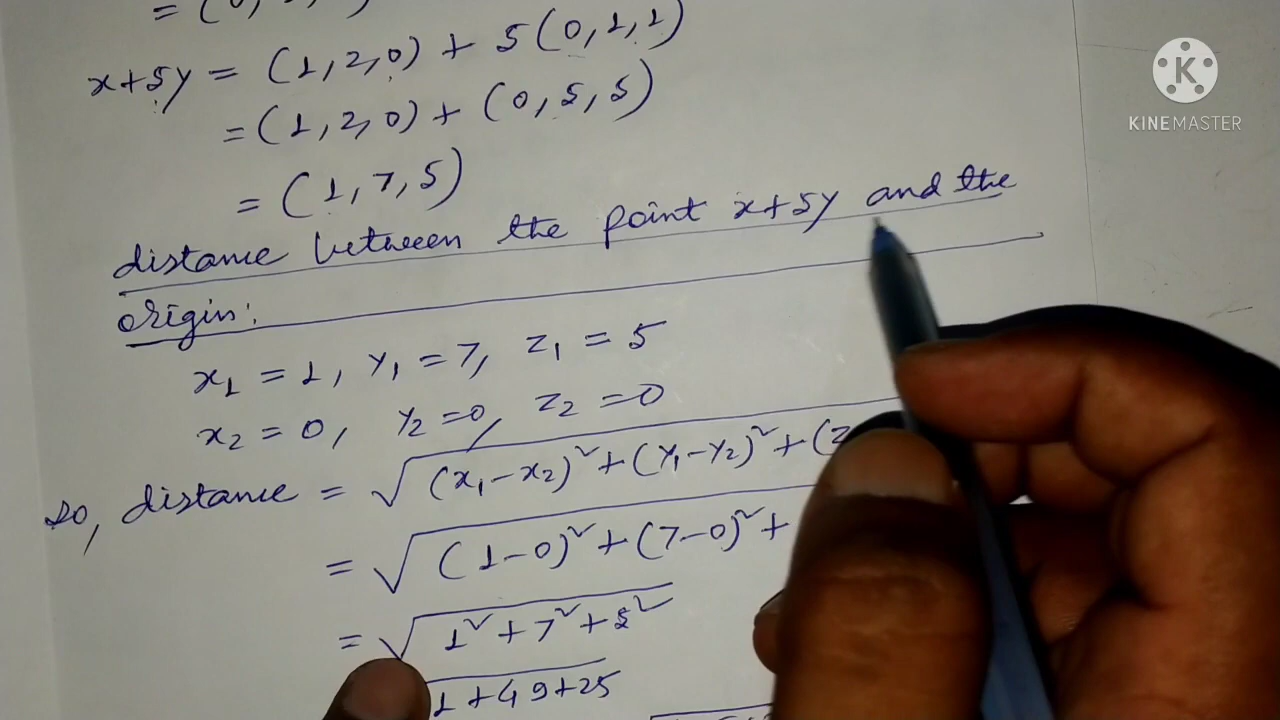 = (0,
x+5y = (1,2,0) + 5(0,1,1)
= (1,2,0) + (0,5,5)
= (1,7,5)
distance between the point x+5y and the
origin:
x₁ = 1, y₁ = 7, z₁ = 5
x₂ = 0, y₂ = 0, z₂ = 0
so, distance = √(x₁-x₂)²+(y₁-y₂)²+(z
= √(1-0)²+(7-0)²+
= √1²+7²+5²
1+49+25
K
KINEMASTER